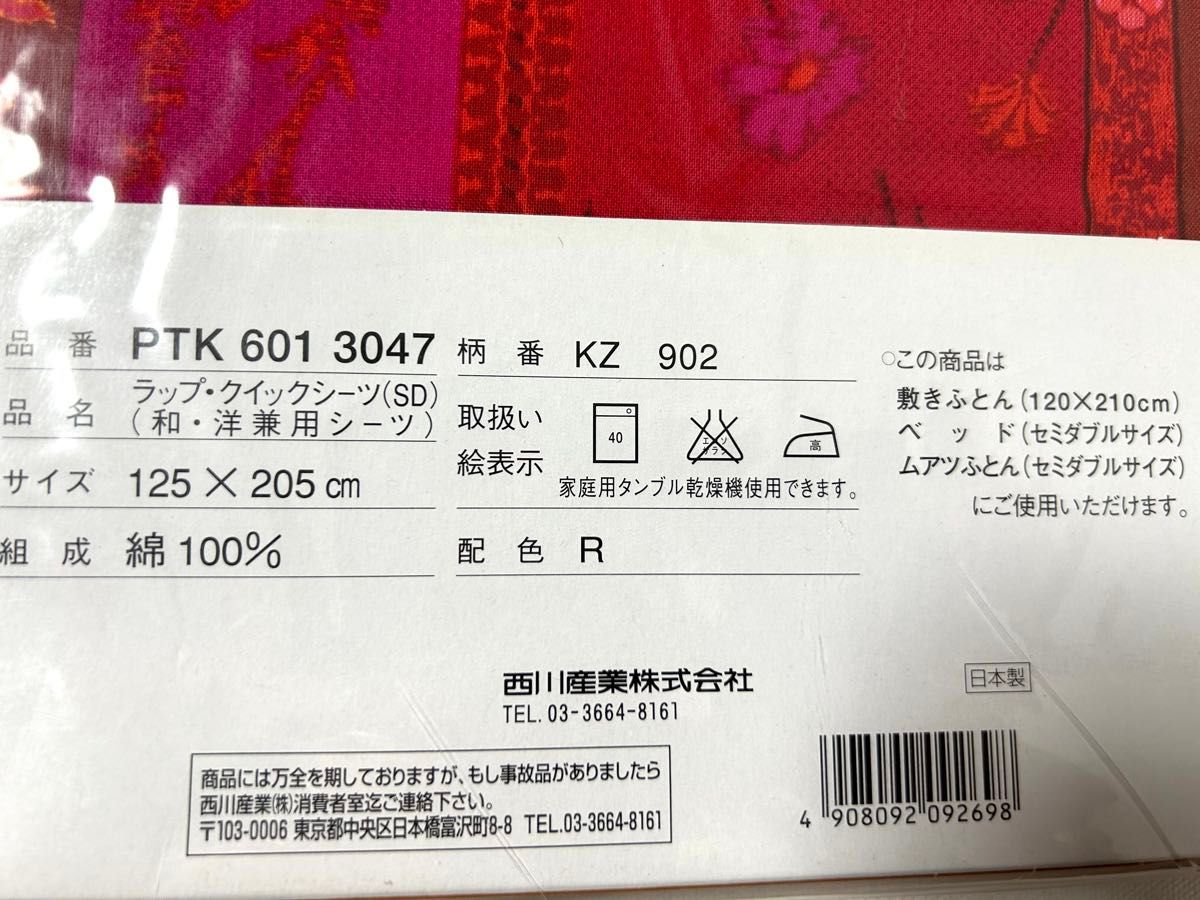 品番 PTK 601 3047
品名 ラップ・クイックシーツ(SD)
(和・洋兼用シーツ)
サイズ 125×205cm
組成 綿100%
柄番 KZ 902
取扱い
絵表示
40
エンソ
サラシ
高
家庭用タンブル乾燥機使用できます。
配色 R
○この商品は
敷きふとん(120×210cm)
ベッド(セミダブルサイズ)
ムアツふとん(セミダブルサイズ)
にご使用いただけます。
西川産業株式会社
TEL. 03-3664-8161
日本製
商品には万全を期しておりますが、もし事故品がありましたら
西川産業(株)消費者室迄ご連絡下さい。
〒103-0006 東京都中央区日本橋富沢町8-8 TEL.03-3664-8161
4 908092 092698